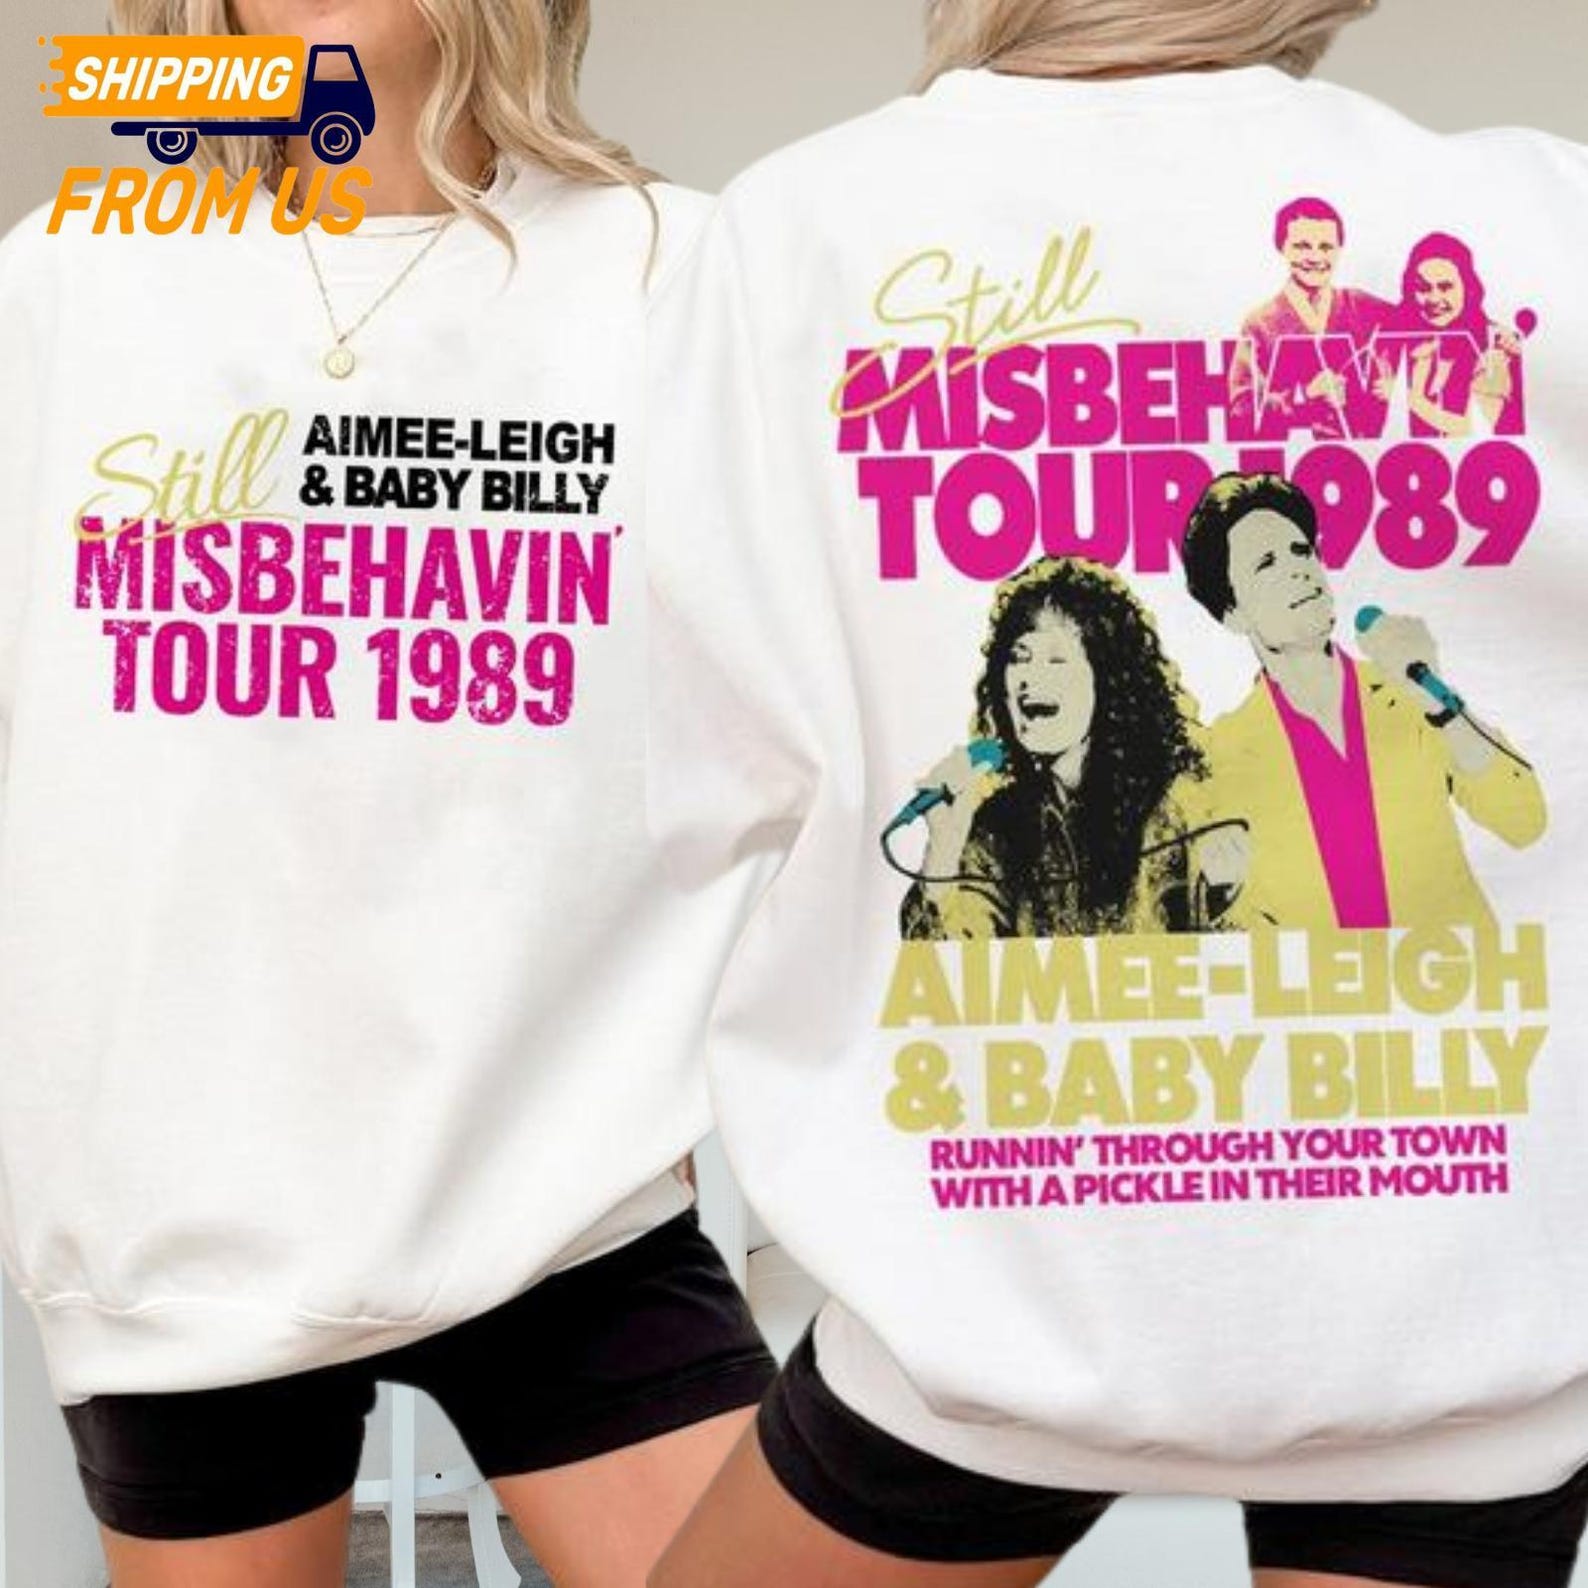 SHIPPING
FROM US
Still
AIMEE-LEIGH
& BABY BILLY
MISBEHAVIN'
TOUR 1989
Still
MISBEHAVIN'
TOUR 1989
AIMEE-LEIGH
& BABY BILLY
RUNNIN' THROUGH YOUR TOWN
WITH A PICKLE IN THEIR MOUTH